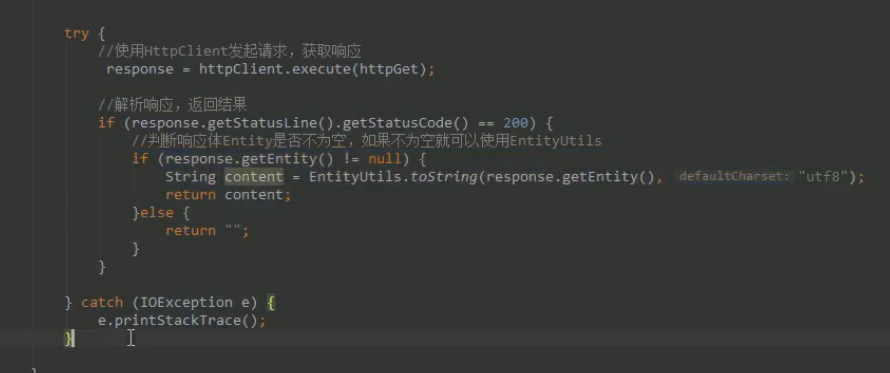 try {
//使用HttpClient发起请求，获取响应
response = httpClient.execute(httpGet);
//解析响应，返回结果
if (response.getStatusLine().getStatusCode() == 200) {
//判断响应体Entity是否不为空，如果不为空就可以使用EntityUtils
if (response.getEntity() != null) {
String content = EntityUtils.toString(response.getEntity(), defaultCharset: "utf8");
return content;
}else {
return "";
}
}
} catch (IOException e) {
e.printStackTrace();
}
}